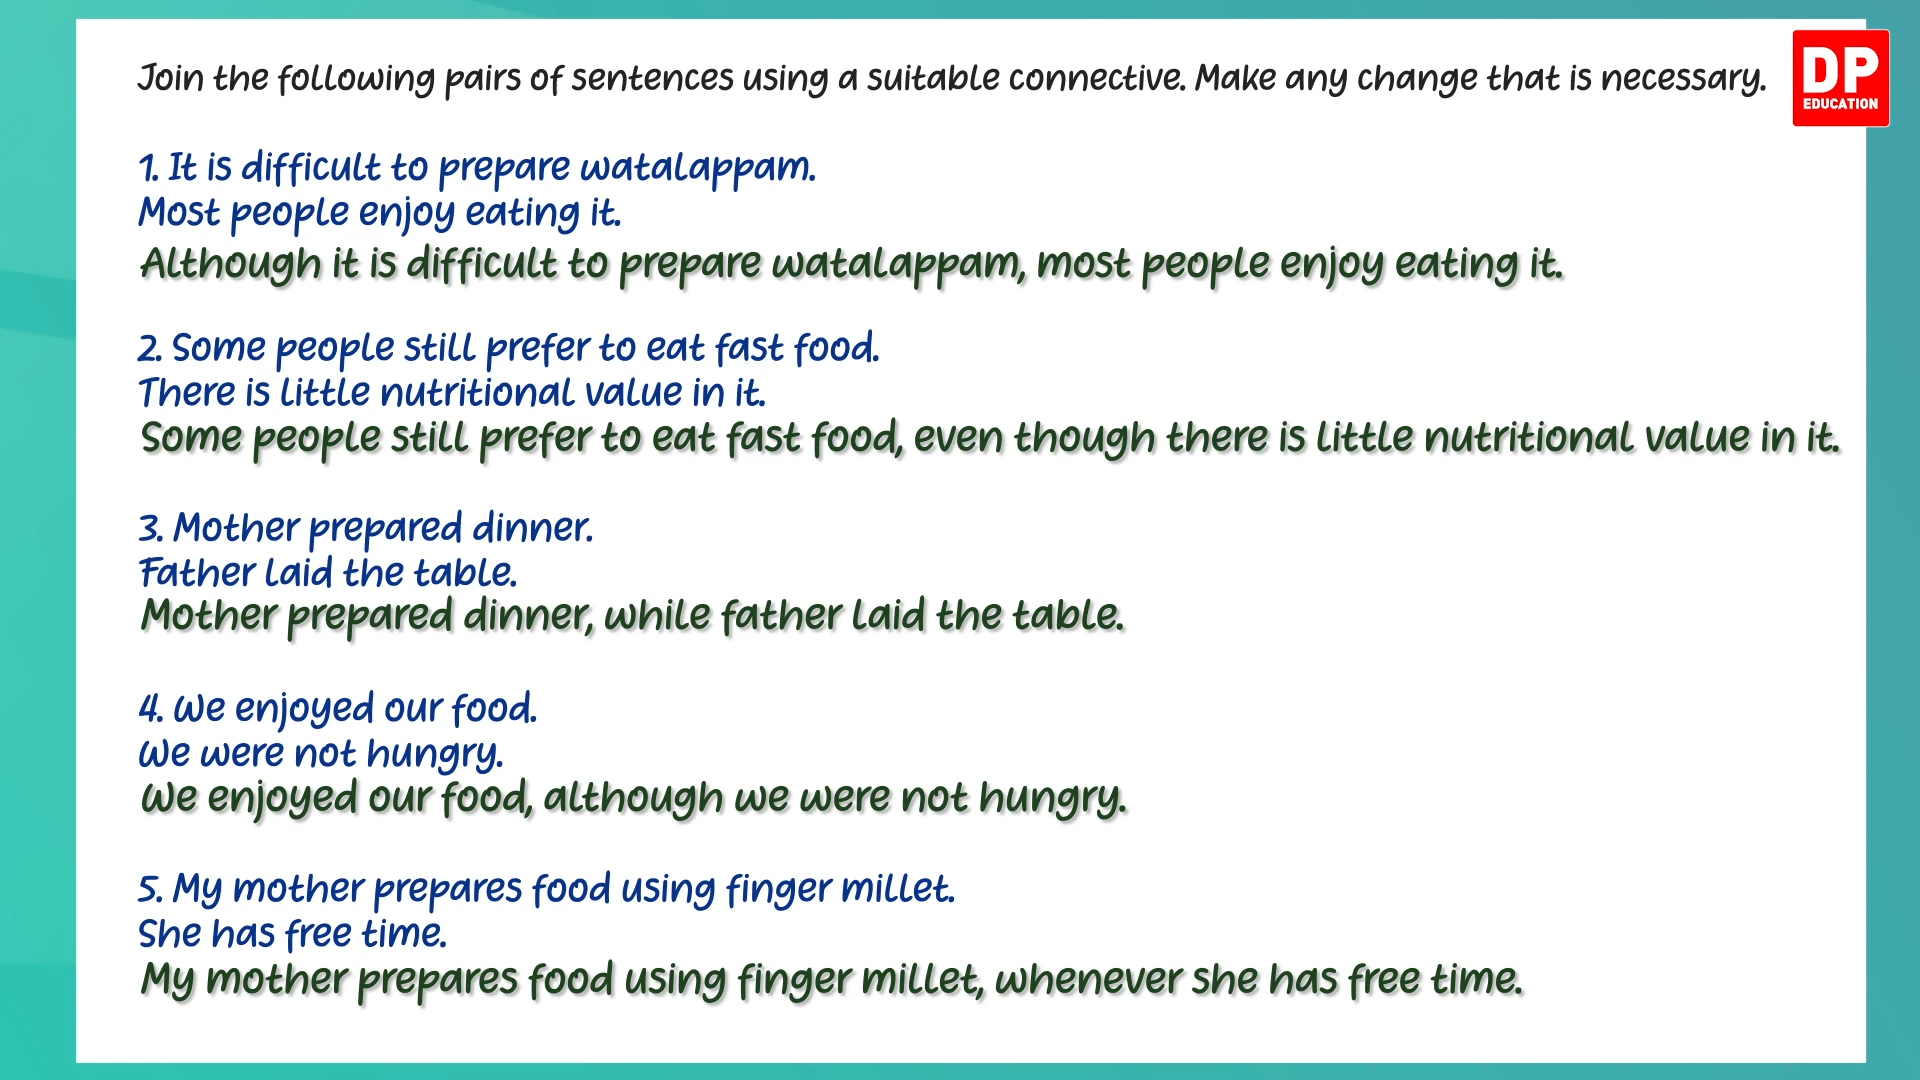 Join the following pairs of sentences using a suitable connective. Make any change that is necessary.
DP
EDUCATION
1. It is difficult to prepare watalappam.
Most people enjoy eating it.
Although it is difficult to prepare watalappam, most people enjoy eating it.
2. Some people still prefer to eat fast food.
There is little nutritional value in it.
Some people still prefer to eat fast food, even though there is little nutritional value in it.
3. Mother prepared dinner.
Father laid the table.
Mother prepared dinner, while father laid the table.
4. We enjoyed our food.
We were not hungry.
We enjoyed our food, although we were not hungry.
5. My mother prepares food using finger millet.
She has free time.
My mother prepares food using finger millet, whenever she has free time.